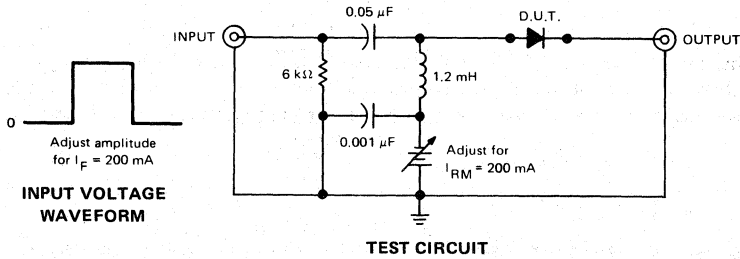 0.05 µF
D.U.T.
INPUT
OUTPUT
6 kΩ
1.2 mH
0
0.001 µF
Adjust amplitude
for I_F = 200 mA
Adjust for
I_RM = 200 mA
INPUT VOLTAGE
WAVEFORM
TEST CIRCUIT